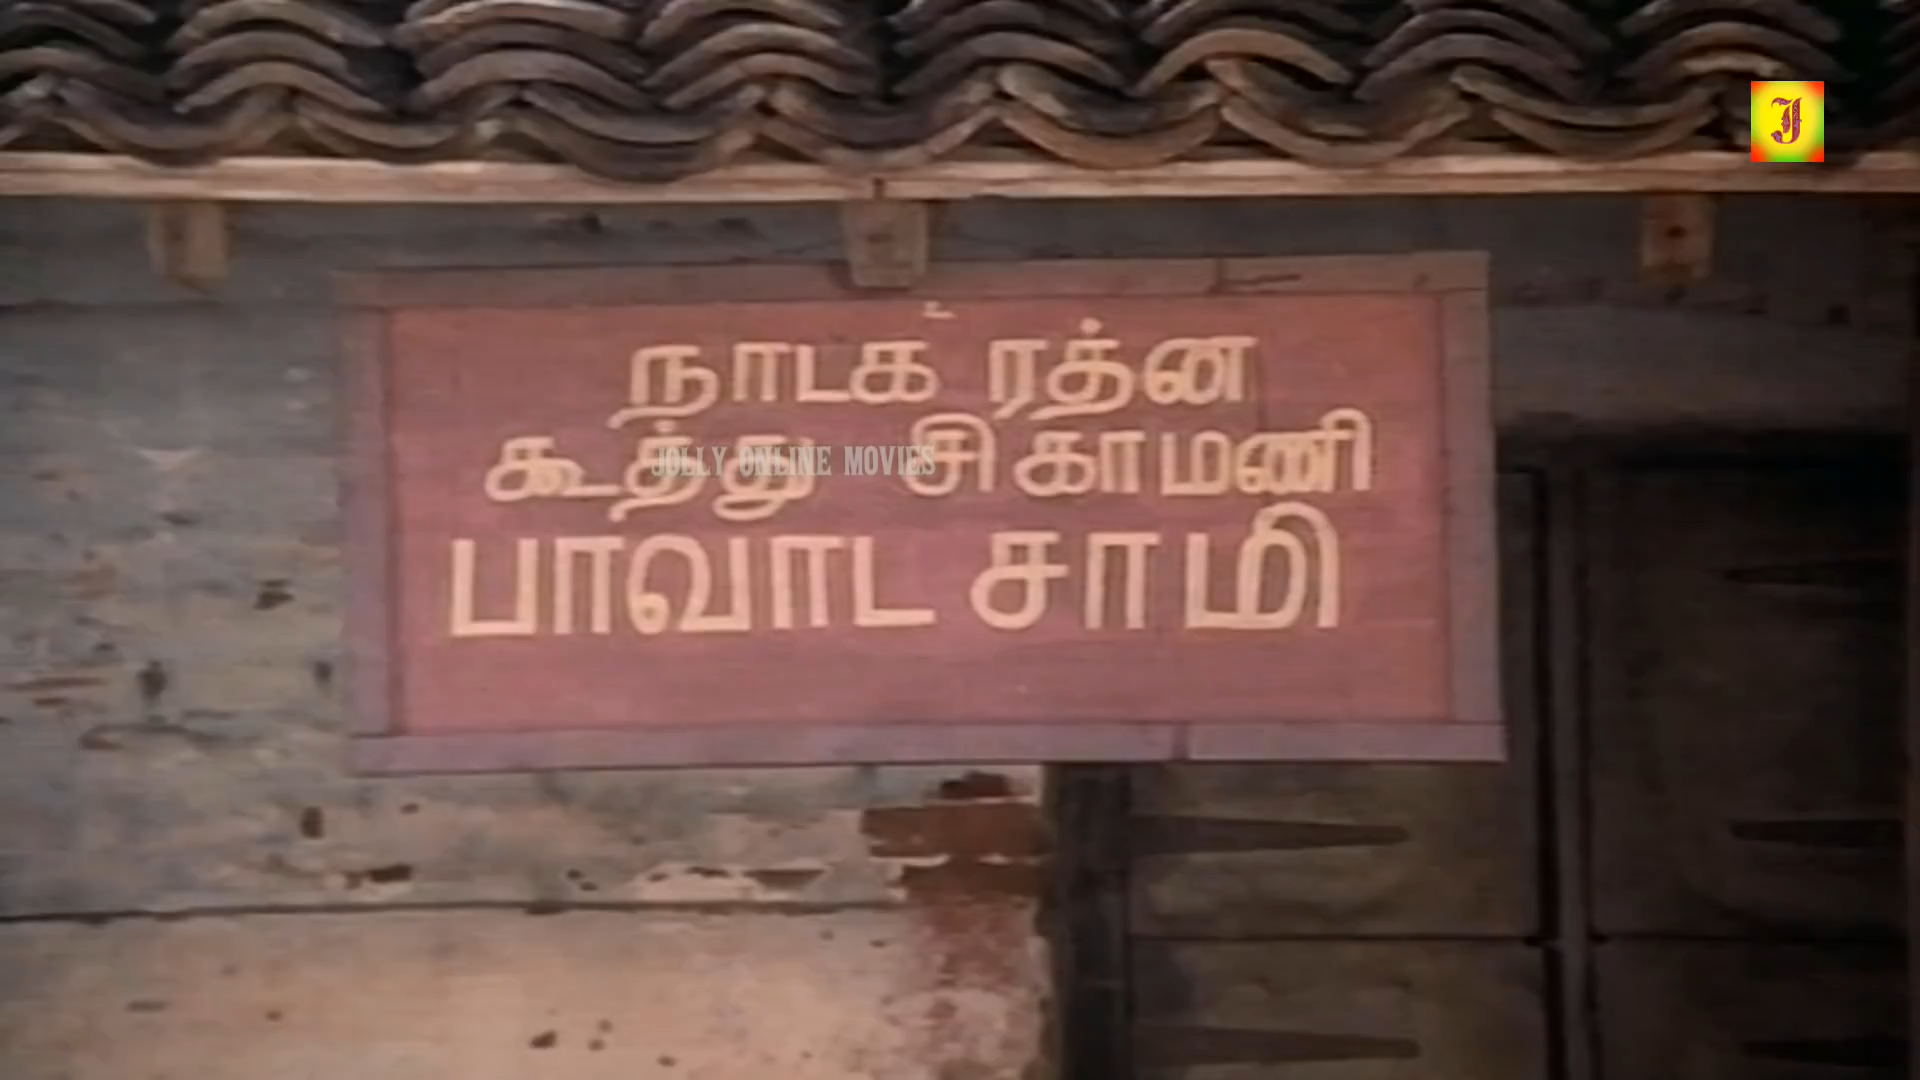 உ
நாடக ரத்ன
கூத்து சிகாமணி
JOLLY ONLINE MOVIES
பாவாட சாமி
J